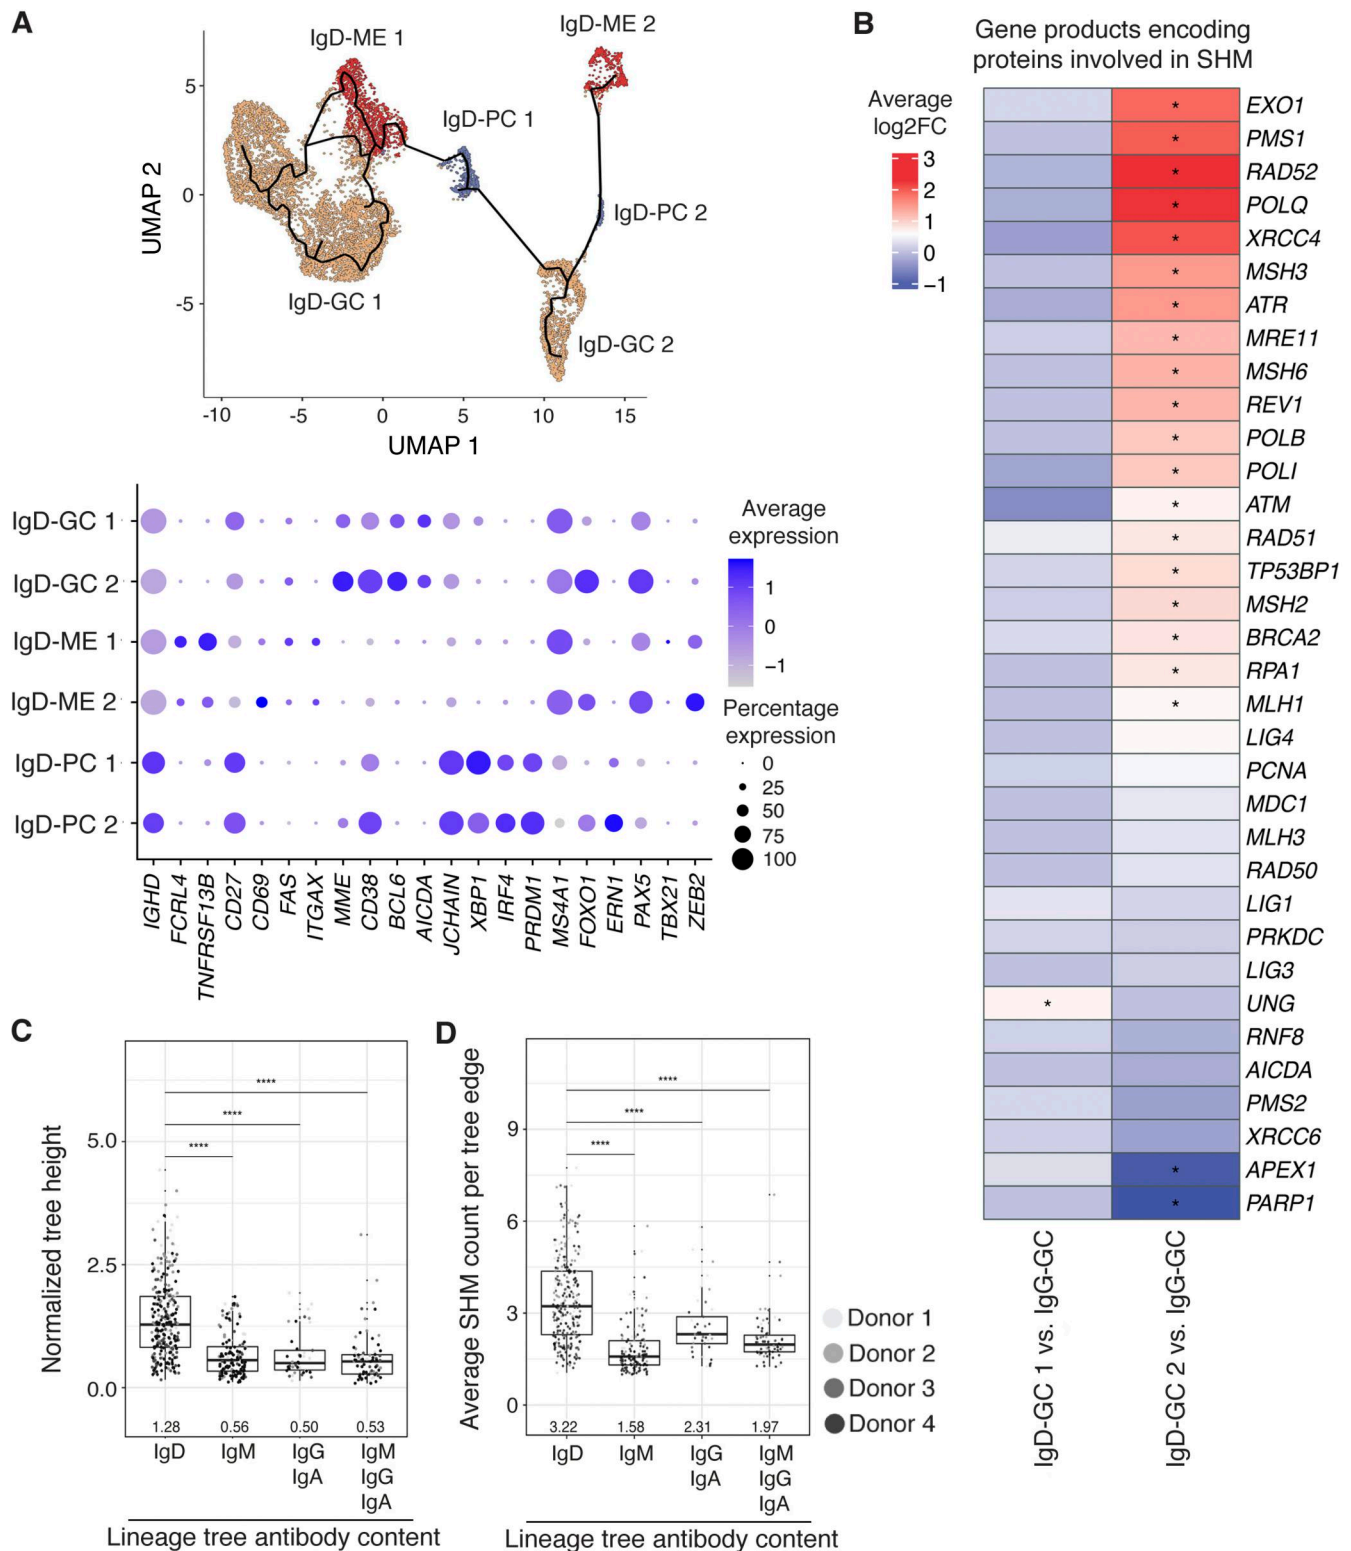 A
IgD-ME 1
IgD-ME 2
IgD-PC 1
IgD-PC 2
IgD-GC 1
IgD-GC 2
UMAP 2
5
0
-5
-10
-5
0
5
10
15
UMAP 1
IgD-GC 1
IgD-GC 2
IgD-ME 1
IgD-ME 2
IgD-PC 1
IgD-PC 2
IGHD
FCRL4
TNFRSF13B
CD27
CD69
FAS
ITGAX
MME
CD38
BCL6
AICDA
JCHAIN
XBP1
IRF4
PRDM1
MS4A1
FOXO1
ERN1
PAX5
TBX21
ZEB2
Average
expression
1
0
−1
Percentage
expression
0
25
50
75
100
B
Gene products encoding
proteins involved in SHM
Average
log2FC
3
2
1
0
−1
* EXO1
* PMS1
* RAD52
* POLQ
* XRCC4
* MSH3
* ATR
* MRE11
* MSH6
* REV1
* POLB
* POLI
* ATM
* RAD51
* TP53BP1
* MSH2
* BRCA2
* RPA1
* MLH1
LIG4
PCNA
MDC1
MLH3
RAD50
LIG1
PRKDC
LIG3
* UNG
RNF8
AICDA
PMS2
XRCC6
* APEX1
* PARP1
IgD-GC 1 vs. IgG-GC
IgD-GC 2 vs. IgG-GC
C
Normalized tree height
5.0
2.5
0.0
****
****
****
1.28 0.56 0.50 0.53
IgD IgM IgG IgM
IgA IgG
IgA
Lineage tree antibody content
D
Average SHM count per tree edge
9
6
3
0
****
****
****
3.22 1.58 2.31 1.97
IgD IgM IgG IgM
IgA IgG
IgA
Lineage tree antibody content
Donor 1
Donor 2
Donor 3
Donor 4